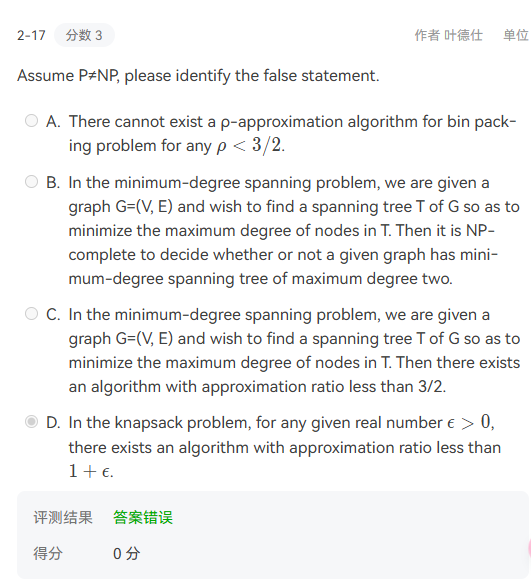 2-17 分数 3 作者 叶德仕 单位
Assume P≠NP, please identify the false statement.
A. There cannot exist a ρ-approximation algorithm for bin pack-
ing problem for any ρ < 3/2.
B. In the minimum-degree spanning problem, we are given a
graph G=(V, E) and wish to find a spanning tree T of G so as to
minimize the maximum degree of nodes in T. Then it is NP-
complete to decide whether or not a given graph has mini-
mum-degree spanning tree of maximum degree two.
C. In the minimum-degree spanning problem, we are given a
graph G=(V, E) and wish to find a spanning tree T of G so as to
minimize the maximum degree of nodes in T. Then there exists
an algorithm with approximation ratio less than 3/2.
D. In the knapsack problem, for any given real number ϵ > 0,
there exists an algorithm with approximation ratio less than
1 + ϵ.
评测结果 答案错误
得分 0 分